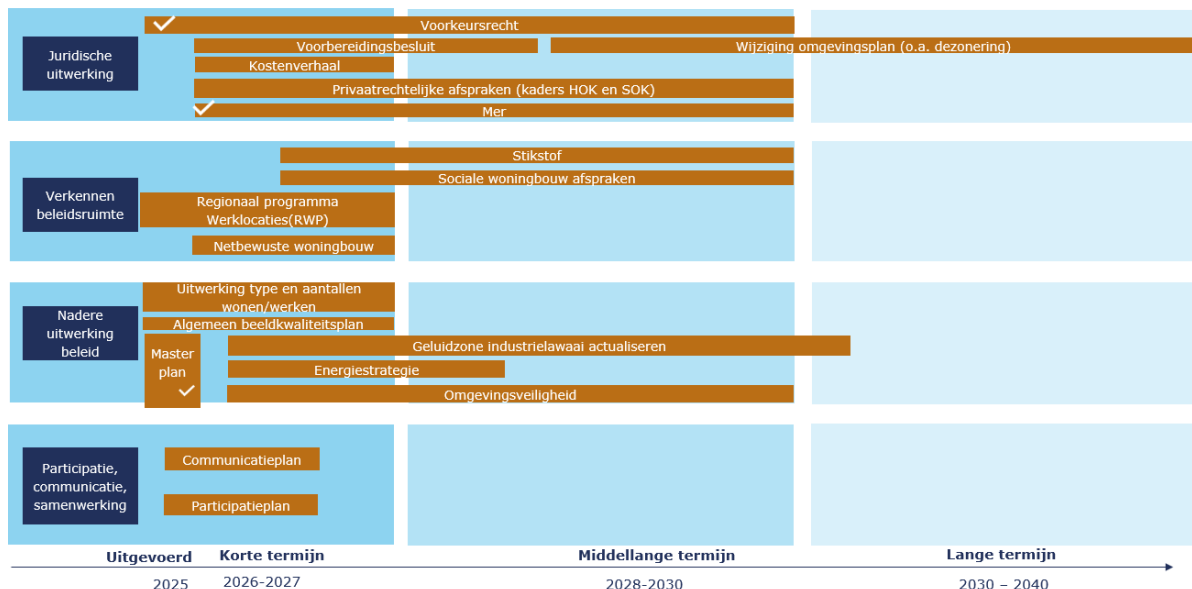 Juridische
uitwerking
Voorkeursrecht
Voorbereidingsbesluit
Wijziging omgevingsplan (o.a. dezonering)
Kostenverhaal
Privaatrechtelijke afspraken (kaders HOK en SOK)
Mer
Verkennen
beleidsruimte
Stikstof
Sociale woningbouw afspraken
Regionaal programma
Werklocaties(RWP)
Netbewuste woningbouw
Nadere
uitwerking
beleid
Uitwerking type en aantallen
wonen/werken
Algemeen beeldkwaliteitsplan
Master
plan
Geluidzone industrielawaai actualiseren
Energiestrategie
Omgevingsveiligheid
Participatie,
communicatie,
samenwerking
Communicatieplan
Participatieplan
Uitgevoerd
Korte termijn
Middellange termijn
Lange termijn
2025
2026-2027
2028-2030
2030 – 2040